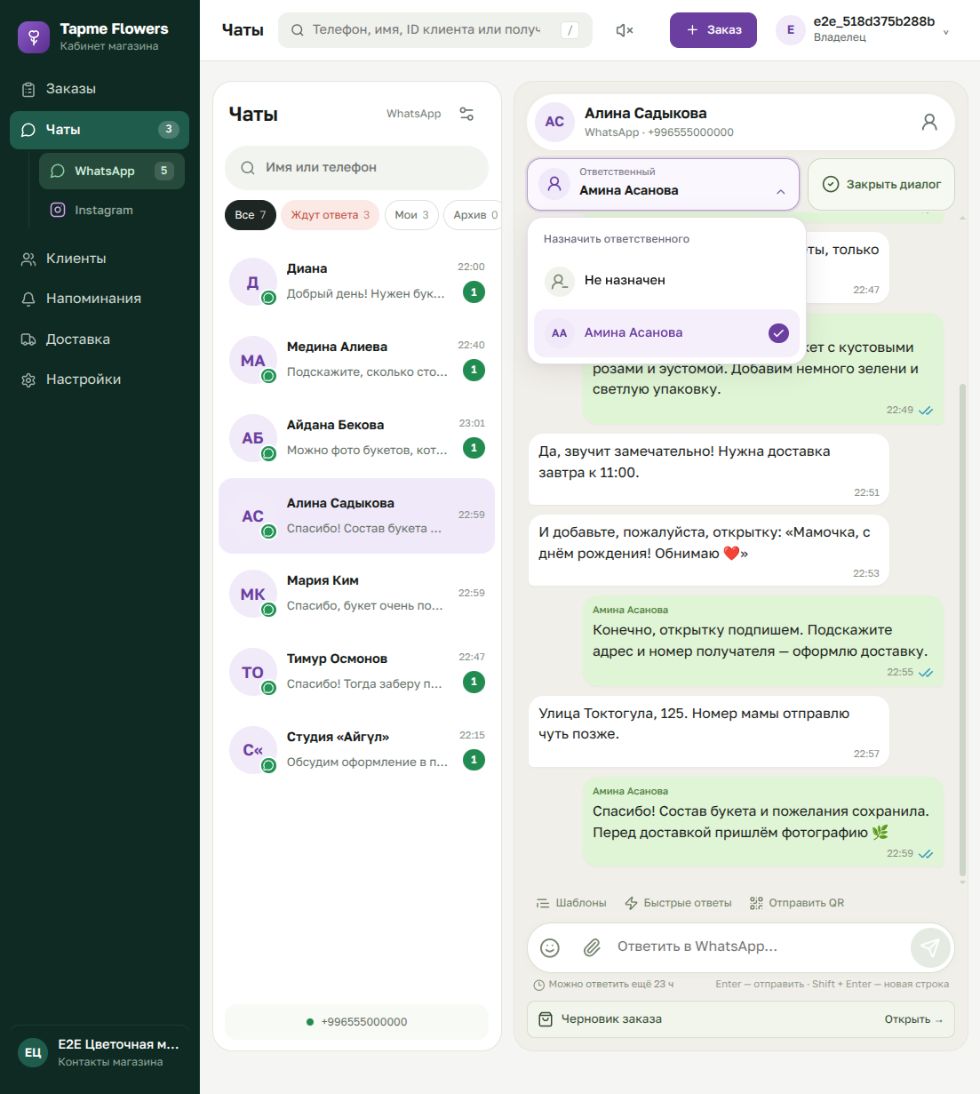 Tapme Flowers
Кабинет магазина
Заказы
Чаты 3
WhatsApp 5
Instagram
Клиенты
Напоминания
Доставка
Настройки
ЕЦ
E2E Цветочная м...
Контакты магазина
Чаты
Телефон, имя, ID клиента или получ
/
+ Заказ
E
e2e_518d375b288b
Владелец
Чаты
WhatsApp
Имя или телефон
Все 7
Ждут ответа 3
Мои 3
Архив 0
Д
Диана
22:00
Добрый день! Нужен бук...
1
МА
Медина Алиева
22:40
Подскажите, сколько сто...
1
АБ
Айдана Бекова
23:01
Можно фото букетов, кот...
1
АС
Алина Садыкова
22:59
Спасибо! Состав букета ...
МК
Мария Ким
22:59
Спасибо, букет очень по...
ТО
Тимур Осмонов
22:47
Спасибо! Тогда заберу п...
1
С«
Студия «Айгүл»
22:15
Обсудим оформление в п...
1
+996555000000
АС
Алина Садыкова
WhatsApp · +996555000000
Ответственный
Амина Асанова
Закрыть диалог
Назначить ответственного
Не назначен
АА
Амина Асанова
только
22:47
с кустовыми
розами и эустомой. Добавим немного зелени и
светлую упаковку.
22:49
Да, звучит замечательно! Нужна доставка
завтра к 11:00.
22:51
И добавьте, пожалуйста, открытку: «Мамочка, с
днём рождения! Обнимаю ❤️»
22:53
Амина Асанова
Конечно, открытку подпишем. Подскажите
адрес и номер получателя — оформлю доставку.
22:55
Улица Токтогула, 125. Номер мамы отправлю
чуть позже.
22:57
Амина Асанова
Спасибо! Состав букета и пожелания сохранила.
Перед доставкой пришлём фотографию 🌿
22:59
Шаблоны
Быстрые ответы
Отправить QR
Ответить в WhatsApp...
Можно ответить ещё 23 ч
Enter — отправить · Shift + Enter — новая строка
Черновик заказа
Открыть →